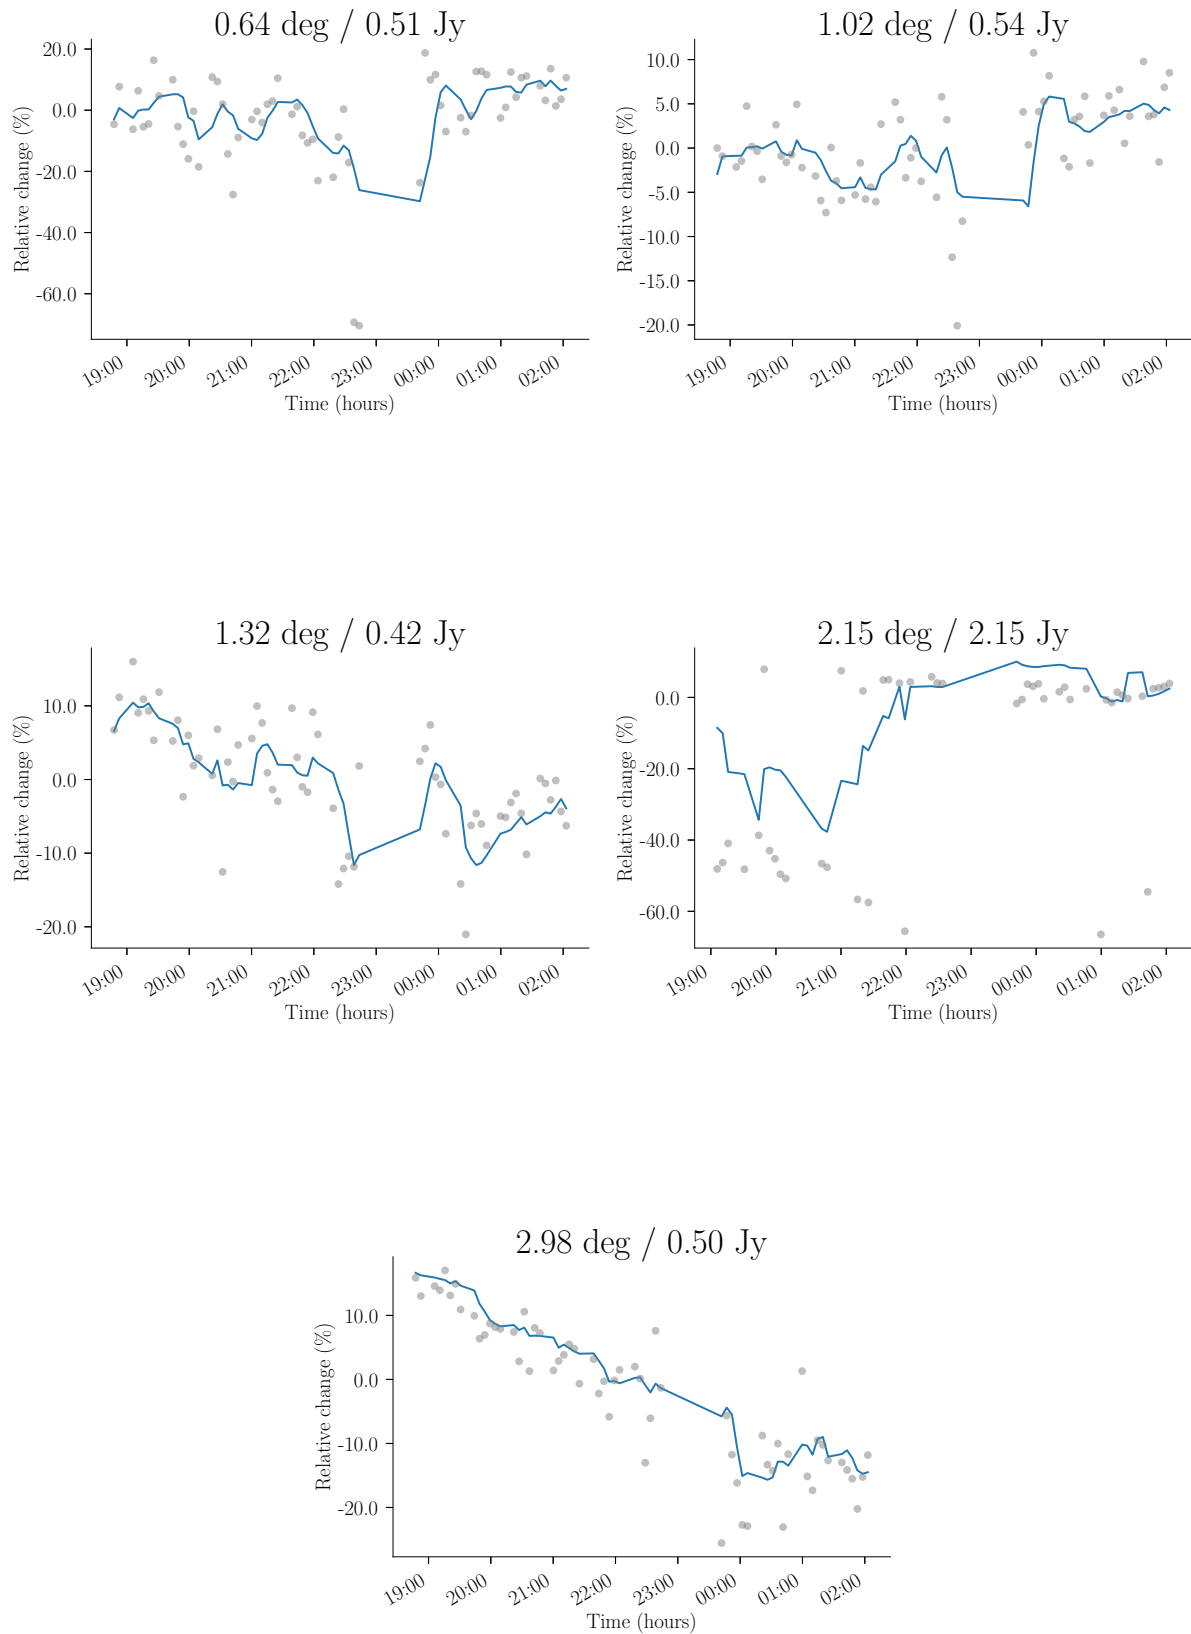 0.64 deg / 0.51 Jy
20.0
0.0
-20.0
-40.0
-60.0
Relative change (%)
19:00 20:00 21:00 22:00 23:00 00:00 01:00 02:00
Time (hours)
1.02 deg / 0.54 Jy
10.0
5.0
0.0
-5.0
-10.0
-15.0
-20.0
Relative change (%)
19:00 20:00 21:00 22:00 23:00 00:00 01:00 02:00
Time (hours)
1.32 deg / 0.42 Jy
10.0
0.0
-10.0
-20.0
Relative change (%)
19:00 20:00 21:00 22:00 23:00 00:00 01:00 02:00
Time (hours)
2.15 deg / 2.15 Jy
0.0
-20.0
-40.0
-60.0
Relative change (%)
19:00 20:00 21:00 22:00 23:00 00:00 01:00 02:00
Time (hours)
2.98 deg / 0.50 Jy
10.0
0.0
-10.0
-20.0
Relative change (%)
19:00 20:00 21:00 22:00 23:00 00:00 01:00 02:00
Time (hours)